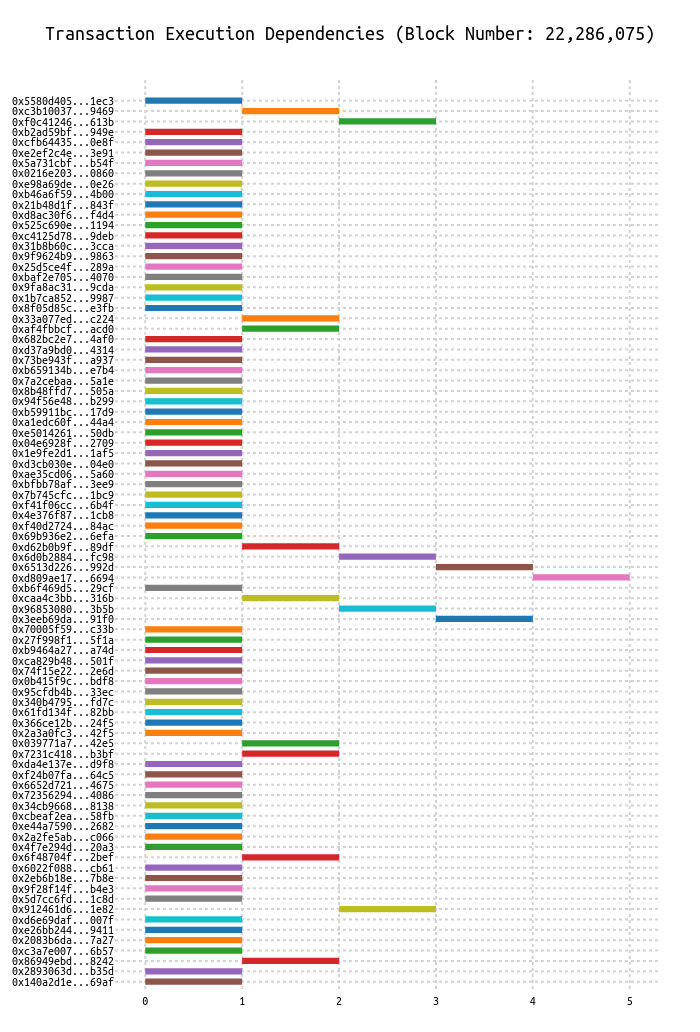 Transaction Execution Dependencies (Block Number: 22,286,075)
0x5580d405...1ec3
0xc3b10037...9469
0xf0c41246...613b
0xb2ad59bf...949e
0xcfb64435...0e8f
0xe2ef2c4e...3e91
0x5a731cbf...b54f
0x0216e203...0860
0xe98a69de...0e26
0xb46a6f59...4b00
0x21b48d1f...843f
0xd8ac30f6...f4d4
0x525c690e...1194
0xc4125d78...9deb
0x31b8b60c...3cca
0x9f9624b9...9863
0x25d5ce4f...289a
0xbaf2e705...4070
0x9fa8ac31...9cda
0x1b7ca852...9987
0x8f05d85c...e3fb
0x33a077ed...c224
0xaf4fbbcf...acd0
0x682bc2e7...4af0
0xd37a9bd0...4314
0x73be943f...a937
0xb659134b...e7b4
0x7a2cebaa...5a1e
0x8b48ffd7...505a
0x94f56e48...b299
0xb59911bc...17d9
0xa1edc60f...44a4
0xe5014261...50db
0x04e6928f...2709
0x1e9fe2d1...1af5
0xd3cb030e...04e0
0xae35cd06...5a60
0xbfbb78af...3ee9
0x7b745cfc...1bc9
0xf41f06cc...6b4f
0x4e376f87...1cb8
0xf40d2724...84ac
0x69b936e2...6efa
0xd62b0b9f...89df
0x6d0b2884...fc98
0x6513d226...992d
0xd809ae17...6694
0xb6f469d5...29cf
0xcaa4c3bb...316b
0x96853080...3b5b
0x3eeb69da...91f0
0x70005f59...c33b
0x27f998f1...5f1a
0xb9464a27...a74d
0xca829b48...501f
0x74f15e22...2e6d
0x0b415f9c...bdf8
0x95cfdb4b...33ec
0x340b4795...fd7c
0x61fd134f...82bb
0x366ce12b...24f5
0x2a3a0fc3...42f5
0x039771a7...42e5
0x7231c418...b3bf
0xda4e137e...d9f8
0xf24b07fa...64c5
0x6652d721...4675
0x72356294...4086
0x34cb9668...8138
0xcbeaf2ea...58fb
0xe44a7590...2682
0x2a2fe5ab...c066
0x4f7e294d...20a3
0x6f48704f...2bef
0x6022f088...cb61
0x2eb6b18e...7b8e
0x9f28f14f...b4e3
0x5d7cc6fd...1c8d
0x912461d6...1e82
0xd6e69daf...007f
0xe26bb244...9411
0x2083b6da...7a27
0xc3a7e007...6b57
0x86949ebd...8242
0x2893063d...b35d
0x140a2d1e...69af
0 1 2 3 4 5